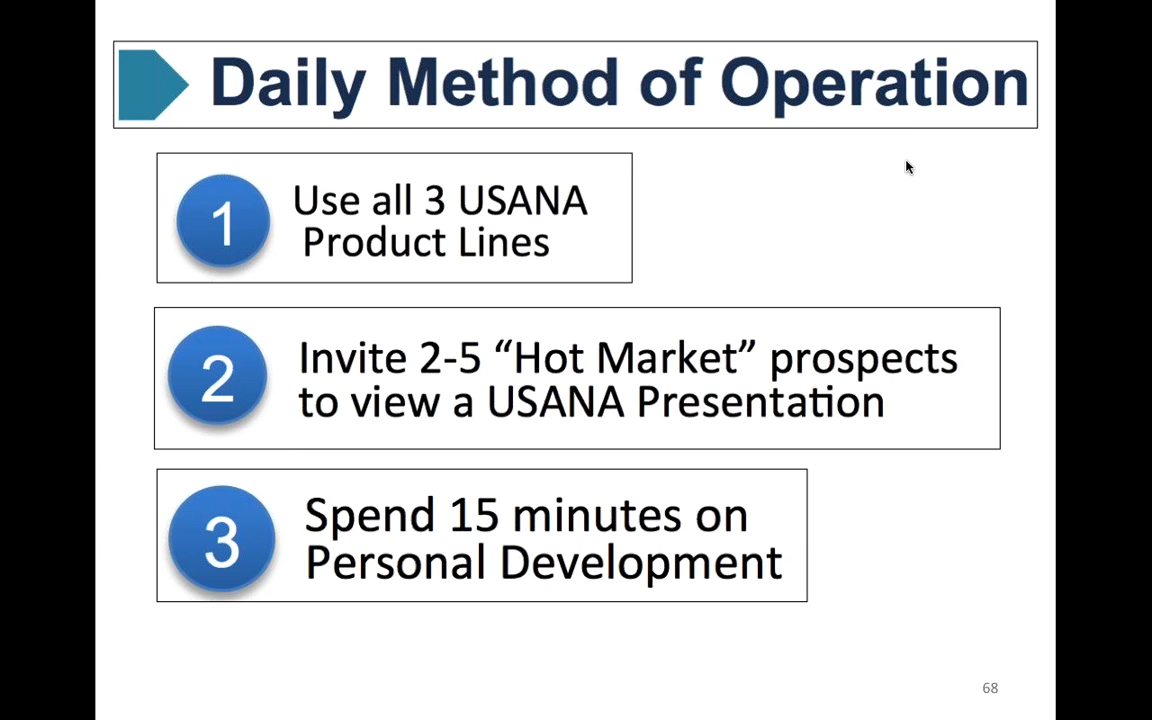 Daily Method of Operation
1
Use all 3 USANA
Product Lines
2
Invite 2-5 “Hot Market” prospects
to view a USANA Presentation
3
Spend 15 minutes on
Personal Development
68